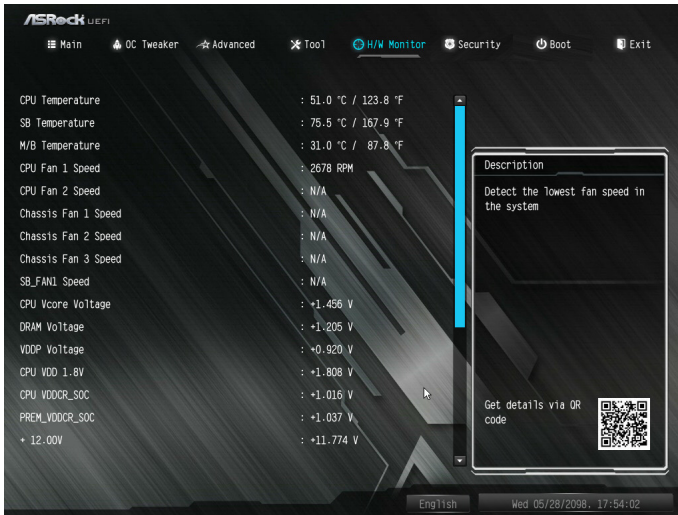 ASRock UEFI
Main OC Tweaker Advanced Tool H/W Monitor Security Boot Exit
CPU Temperature : 51.0 °C / 123.8 °F
SB Temperature : 75.5 °C / 167.9 °F
M/B Temperature : 31.0 °C / 87.8 °F
CPU Fan 1 Speed : 2678 RPM
CPU Fan 2 Speed : N/A
Chassis Fan 1 Speed : N/A
Chassis Fan 2 Speed : N/A
Chassis Fan 3 Speed : N/A
SB_FAN1 Speed : N/A
CPU Vcore Voltage : +1.456 V
DRAM Voltage : +1.205 V
VDDP Voltage : +0.920 V
CPU VDD 1.8V : +1.808 V
CPU VDDCR_SOC : +1.016 V
PREM_VDDCR_SOC : +1.037 V
+ 12.00V : +11.774 V
Description
Detect the lowest fan speed in
the system
Get details via QR
code
English Wed 05/28/2098, 17:54:02